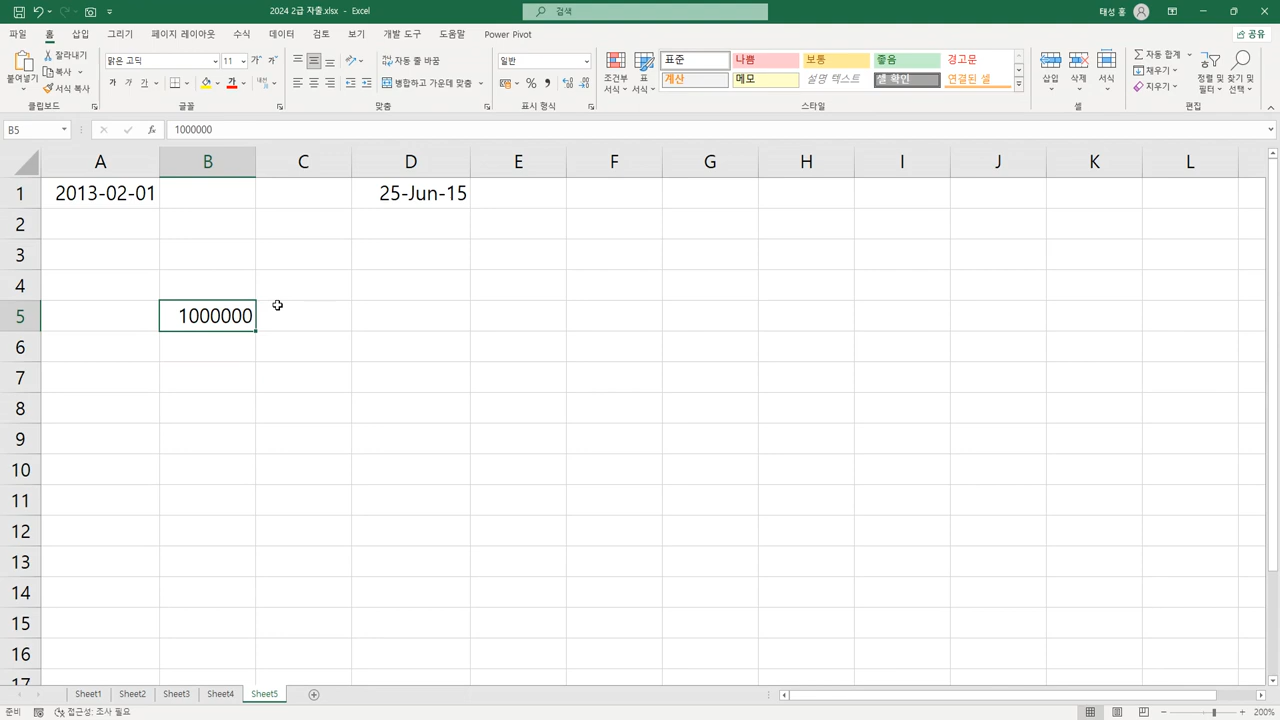 2024 2급 자율.xlsx - Excel
검색
태성 홍
파일 홈 삽입 그리기 페이지 레이아웃 수식 데이터 검토 보기 개발 도구 도움말 Power Pivot
공유
붙여넣기
잘라내기
복사
서식 복사
클립보드
맑은 고딕 11
가 가 가
글꼴
자동 줄 바꿈
병합하고 가운데 맞춤
맞춤
일반
표시 형식
조건부 서식
표 서식
표준 나쁨 보통 좋음 경고문
계산 메모 설명 텍스트 셀 확인 연결된 셀
스타일
삽입 삭제 서식
셀
자동 합계
채우기
지우기
정렬 및 필터
찾기 및 선택
편집
B5 fx 1000000
A B C D E F G H I J K L
1 2013-02-01 25-Jun-15
2
3
4
5 1000000
6
7
8
9
10
11
12
13
14
15
16
17
Sheet1 Sheet2 Sheet3 Sheet4 Sheet5
준비 접근성: 조사 필요 200%